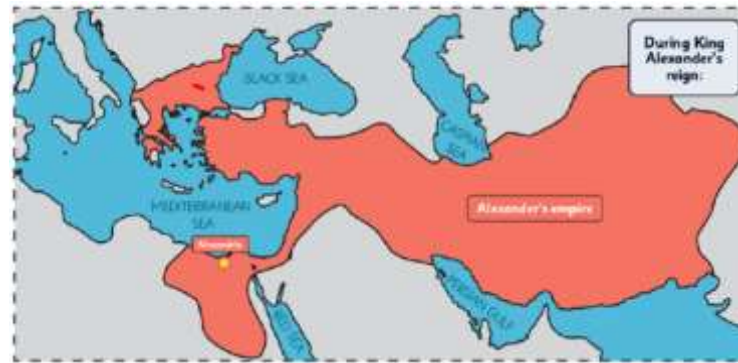 During King
Alexander's
reign:
BLACK SEA
CASPIAN
SEA
MEDITERRANEAN
SEA
Alexander's empire
Alexandria
PERSIAN GULF
RED SEA